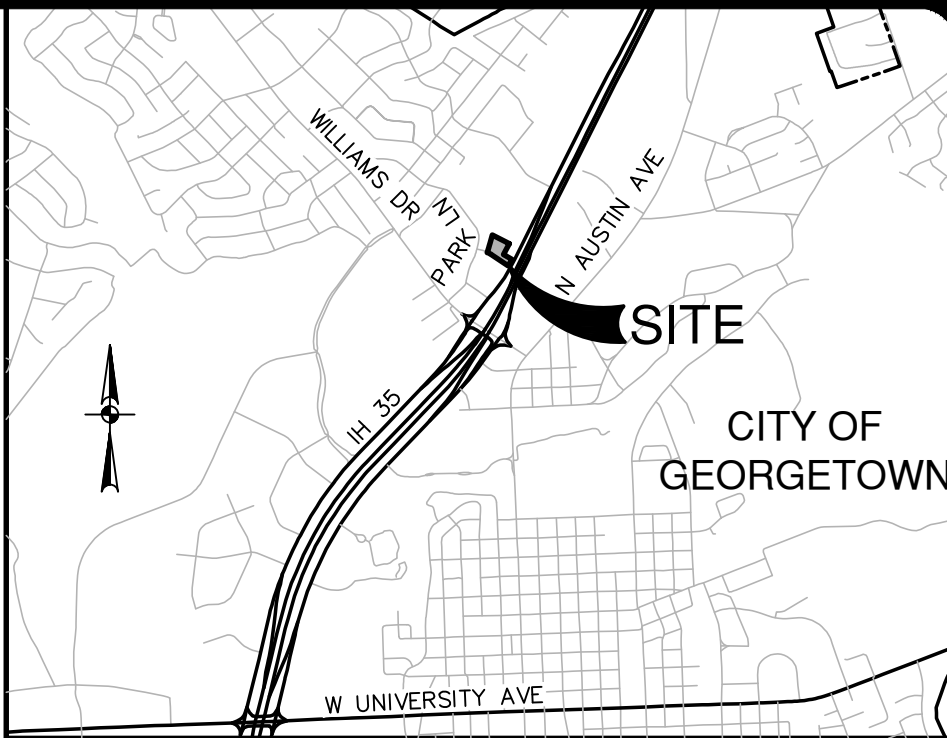 WILLIAMS DR
PARK LN
N AUSTIN AVE
SITE
CITY OF
GEORGETOWN
IH 35
W UNIVERSITY AVE